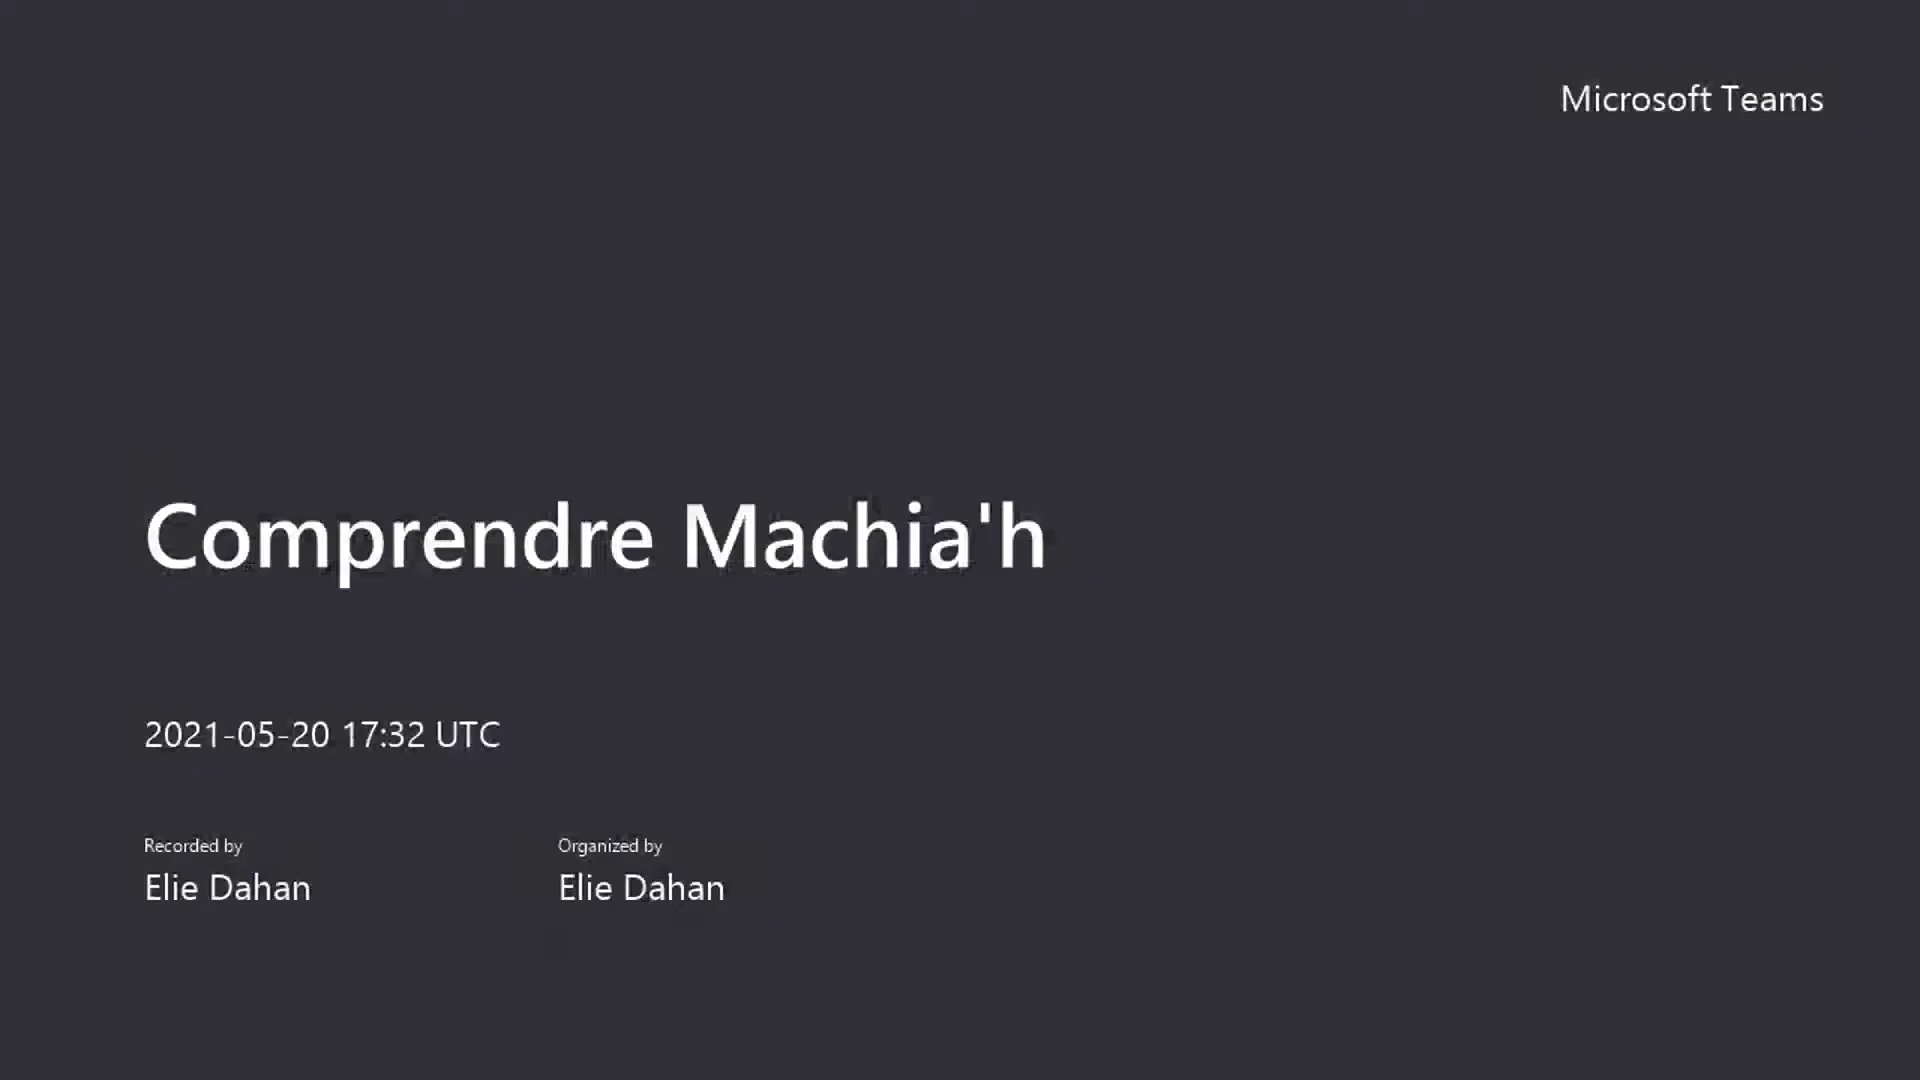 Microsoft Teams
Comprendre Machia'h
2021-05-20 17:32 UTC
Recorded by
Elie Dahan
Organized by
Elie Dahan